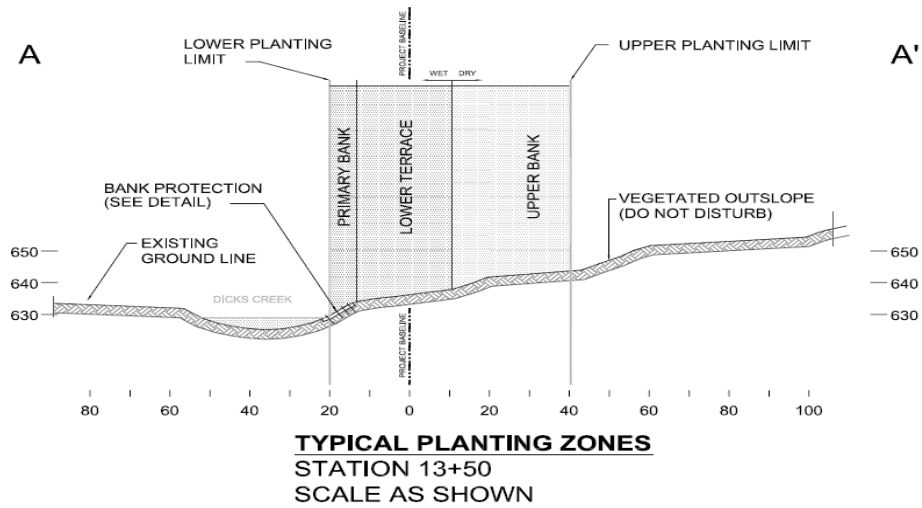 A
LOWER PLANTING
LIMIT
PROJECT BASELINE
WET DRY
UPPER PLANTING LIMIT
A'
PRIMARY BANK
LOWER TERRACE
UPPER BANK
BANK PROTECTION
(SEE DETAIL)
VEGETATED OUTSLOPE
(DO NOT DISTURB)
EXISTING
GROUND LINE
DICKS CREEK
650
640
630
650
640
630
PROJECT BASELINE
80 60 40 20 0 20 40 60 80 100
TYPICAL PLANTING ZONES
STATION 13+50
SCALE AS SHOWN